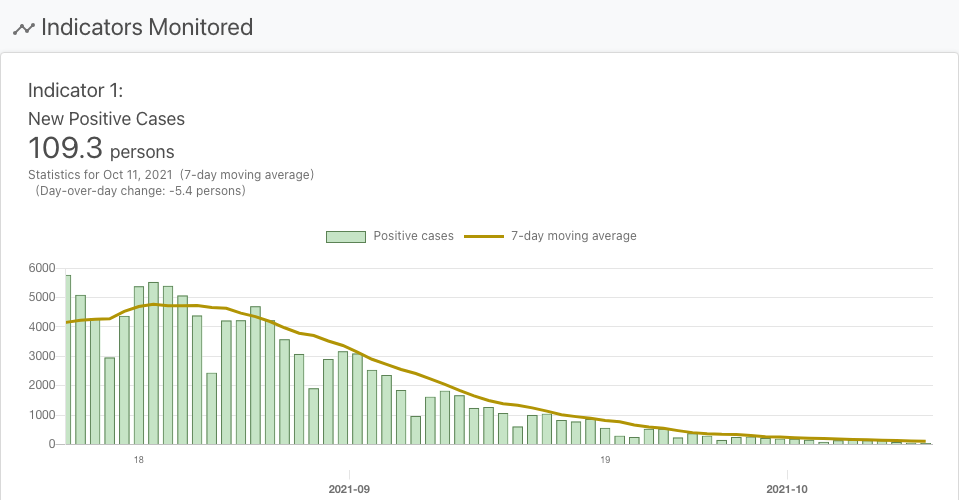 Indicators Monitored
Indicator 1:
New Positive Cases
109.3 persons
Statistics for Oct 11, 2021 (7-day moving average)
(Day-over-day change: -5.4 persons)
Positive cases 7-day moving average
6000
5000
4000
3000
2000
1000
0
18 19
2021-09 2021-10